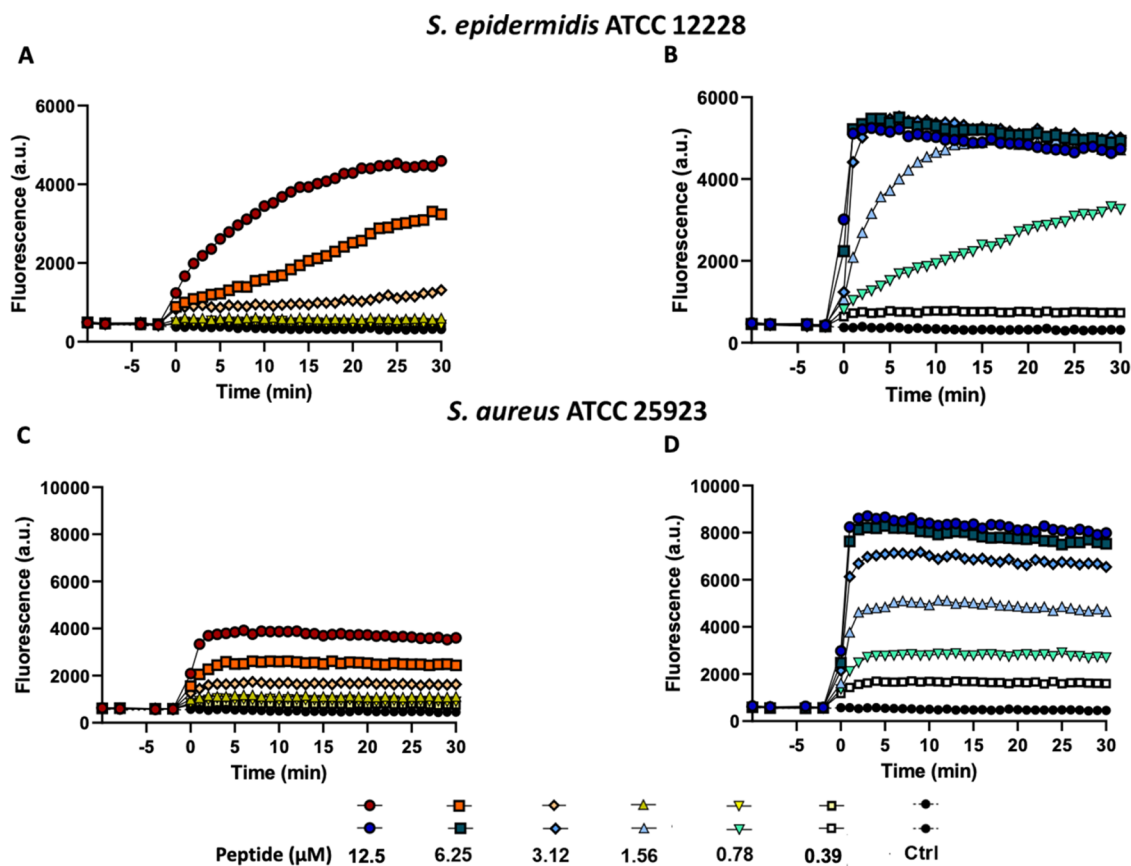 S. epidermidis ATCC 12228
A
B
Fluorescence (a.u.)
6000
4000
2000
0
-5 0 5 10 15 20 25 30
Time (min)
Fluorescence (a.u.)
6000
4000
2000
0
-5 0 5 10 15 20 25 30
Time (min)
S. aureus ATCC 25923
C
D
Fluorescence (a.u.)
10000
8000
6000
4000
2000
0
-5 0 5 10 15 20 25 30
Time (min)
Fluorescence (a.u.)
10000
8000
6000
4000
2000
0
-5 0 5 10 15 20 25 30
Time (min)
Peptide (µM) 12.5 6.25 3.12 1.56 0.78 0.39 Ctrl